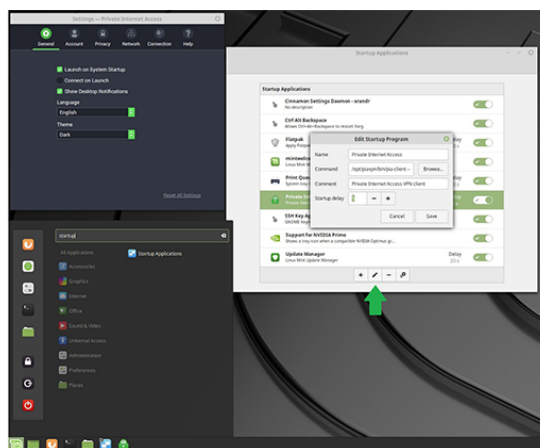 Settings — Private Internet Access
General
Account
Privacy
Network
Connection
Help
Launch on System Startup
Connect on Launch
Show Desktop Notifications
Language
English
Theme
Dark
Reset All Settings
Startup Applications
Startup Applications
Cinnamon Settings Daemon - xrandr
No description
Ctrl Alt Backspace
Allows Ctrl+Alt+Backspace to restart Xorg
Flatpak
mintwelcome
Print Queue
Private In
Private Inte
SSH Key Ag
GNOME Keyr
Support for NVIDIA Prime
Shows a tray icon when a compatible NVIDIA Optimus gr...
Update Manager
Linux Mint Update Manager
Delay
20 s
Edit Startup Program
Name
Private Internet Access
Command
/opt/piavpn/bin/pia-client --
Browse...
Comment
Private Internet Access VPN client
Startup delay
Cancel
Save
startup
All Applications
Accessories
Graphics
Internet
Office
Sound & Video
Universal Access
Administration
Preferences
Places
Startup Applications